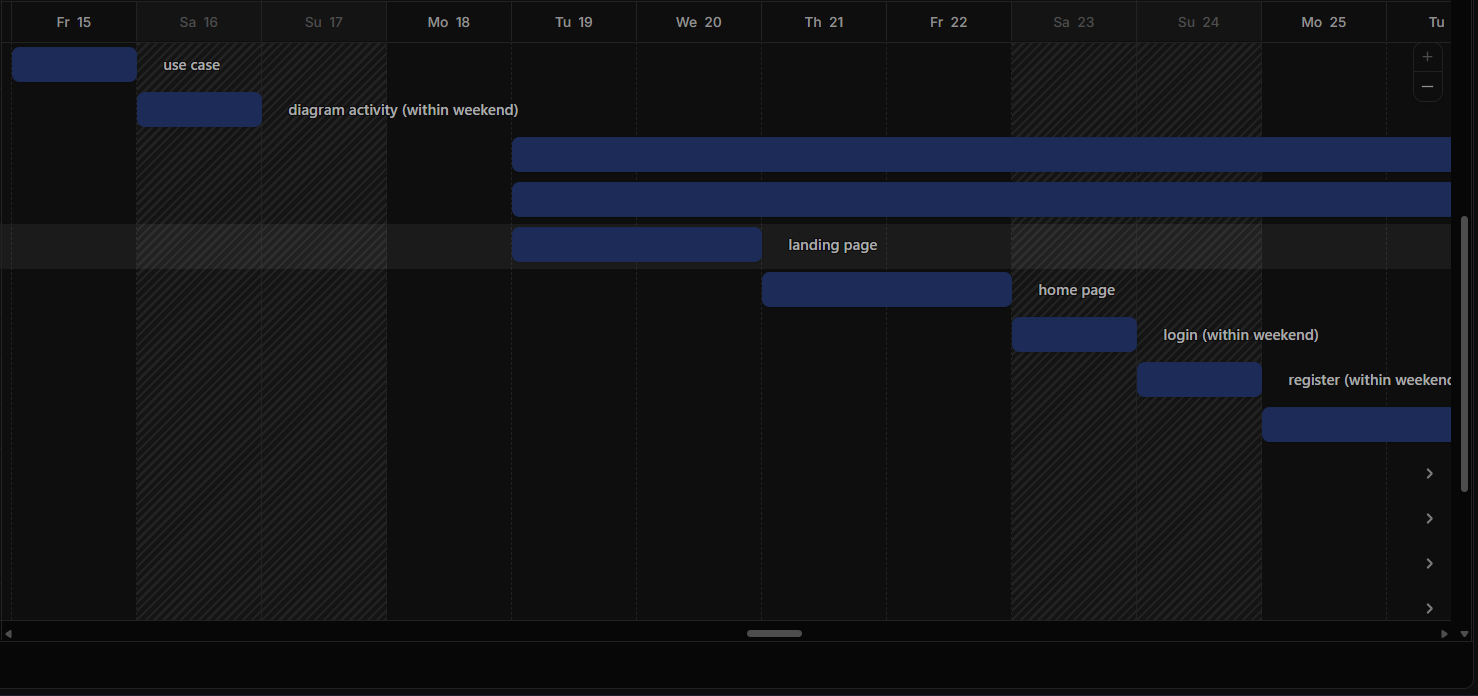 Fr 15 Sa 16 Su 17 Mo 18 Tu 19 We 20 Th 21 Fr 22 Sa 23 Su 24 Mo 25 Tu
use case
diagram activity (within weekend)
landing page
home page
login (within weekend)
register (within weekend